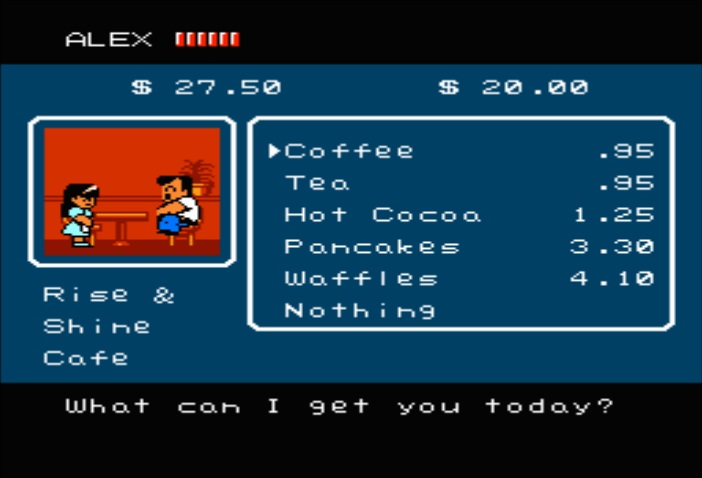 ALEX
$ 27.50 $ 20.00
Coffee .95
Tea .95
Hot Cocoa 1.25
Pancakes 3.30
Waffles 4.10
Nothing
Rise &
Shine
Cafe
What can I get you today?